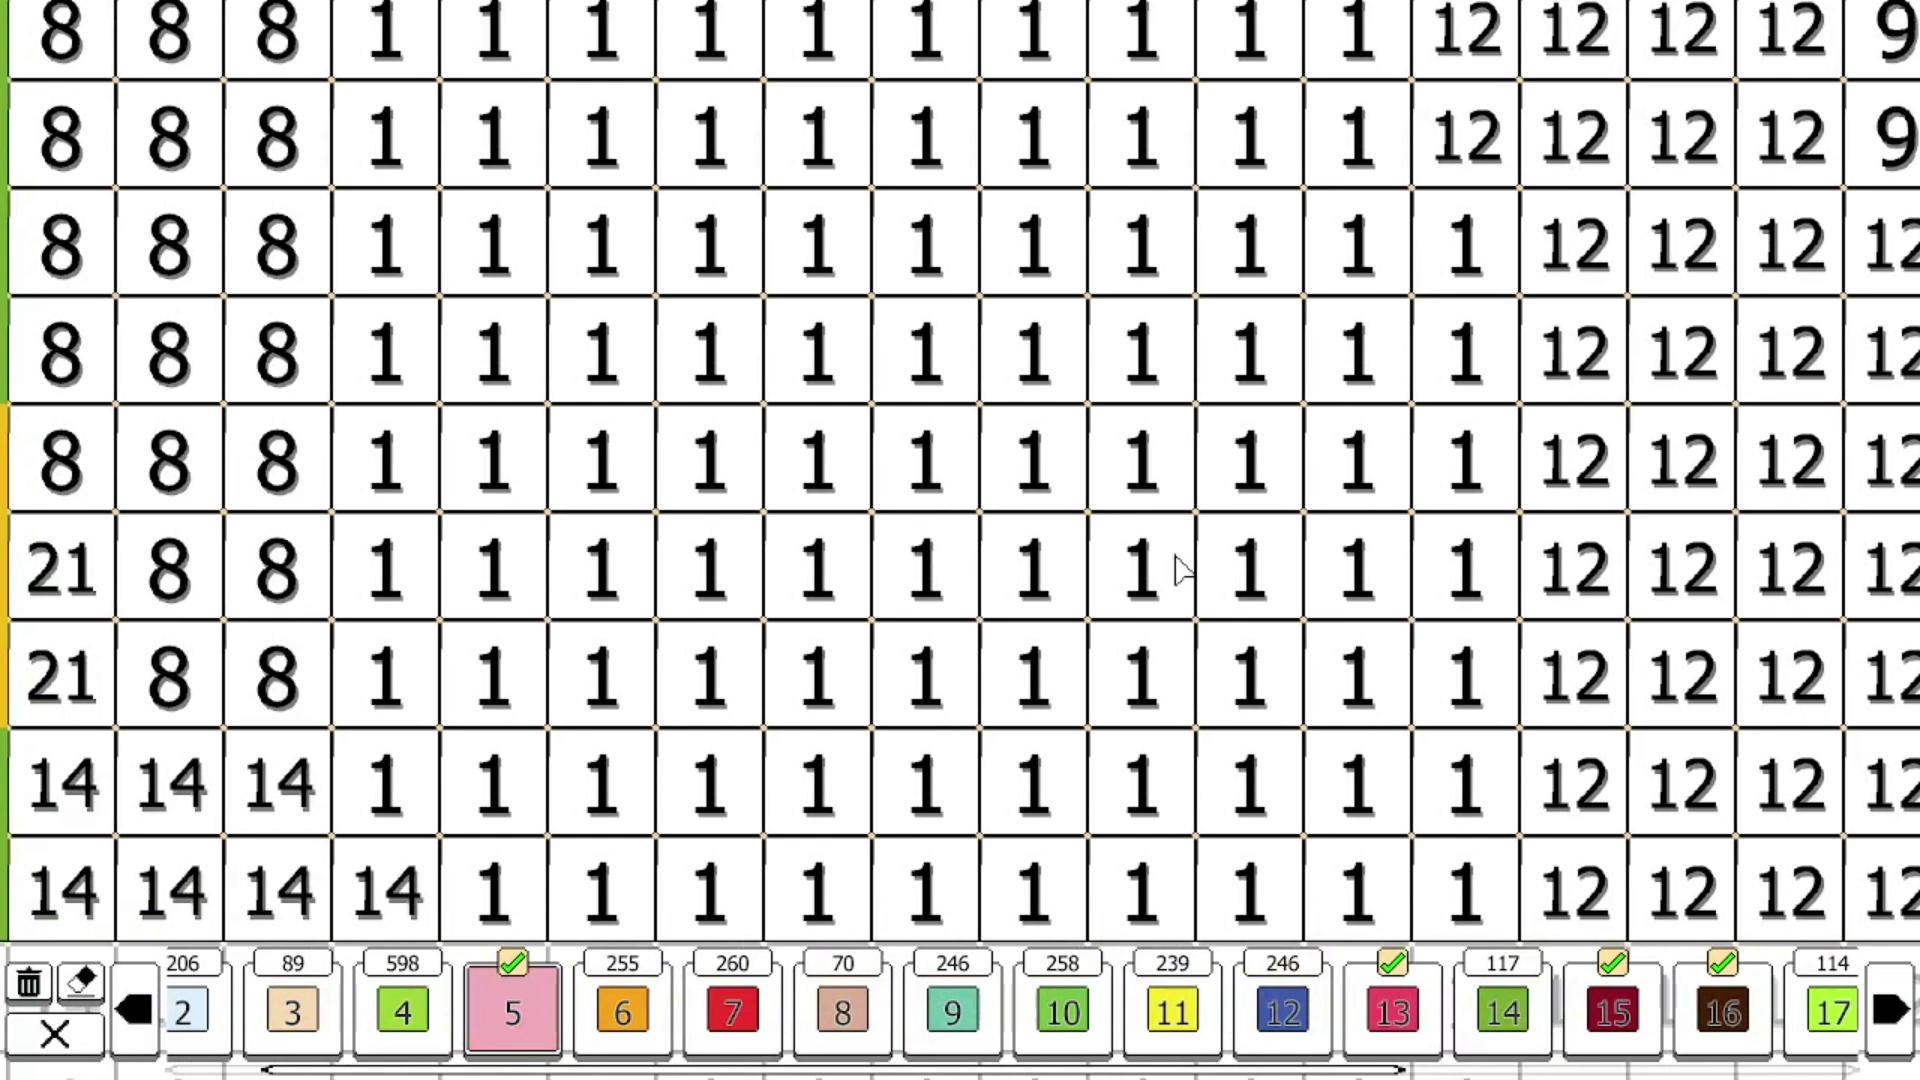 8 8 8 1 1 1 1 1 1 1 1 1 1 12 12 12 12 9
8 8 8 1 1 1 1 1 1 1 1 1 1 12 12 12 12 9
8 8 8 1 1 1 1 1 1 1 1 1 1 1 12 12 12 12
8 8 8 1 1 1 1 1 1 1 1 1 1 1 12 12 12 12
8 8 8 1 1 1 1 1 1 1 1 1 1 1 12 12 12 12
21 8 8 1 1 1 1 1 1 1 1 1 1 1 12 12 12 12
21 8 8 1 1 1 1 1 1 1 1 1 1 1 12 12 12 12
14 14 14 1 1 1 1 1 1 1 1 1 1 1 12 12 12 12
14 14 14 14 1 1 1 1 1 1 1 1 1 1 12 12 12 12
206 89 598 255 260 70 246 258 239 246 117 114
2 3 4 5 6 7 8 9 10 11 12 13 14 15 16 17